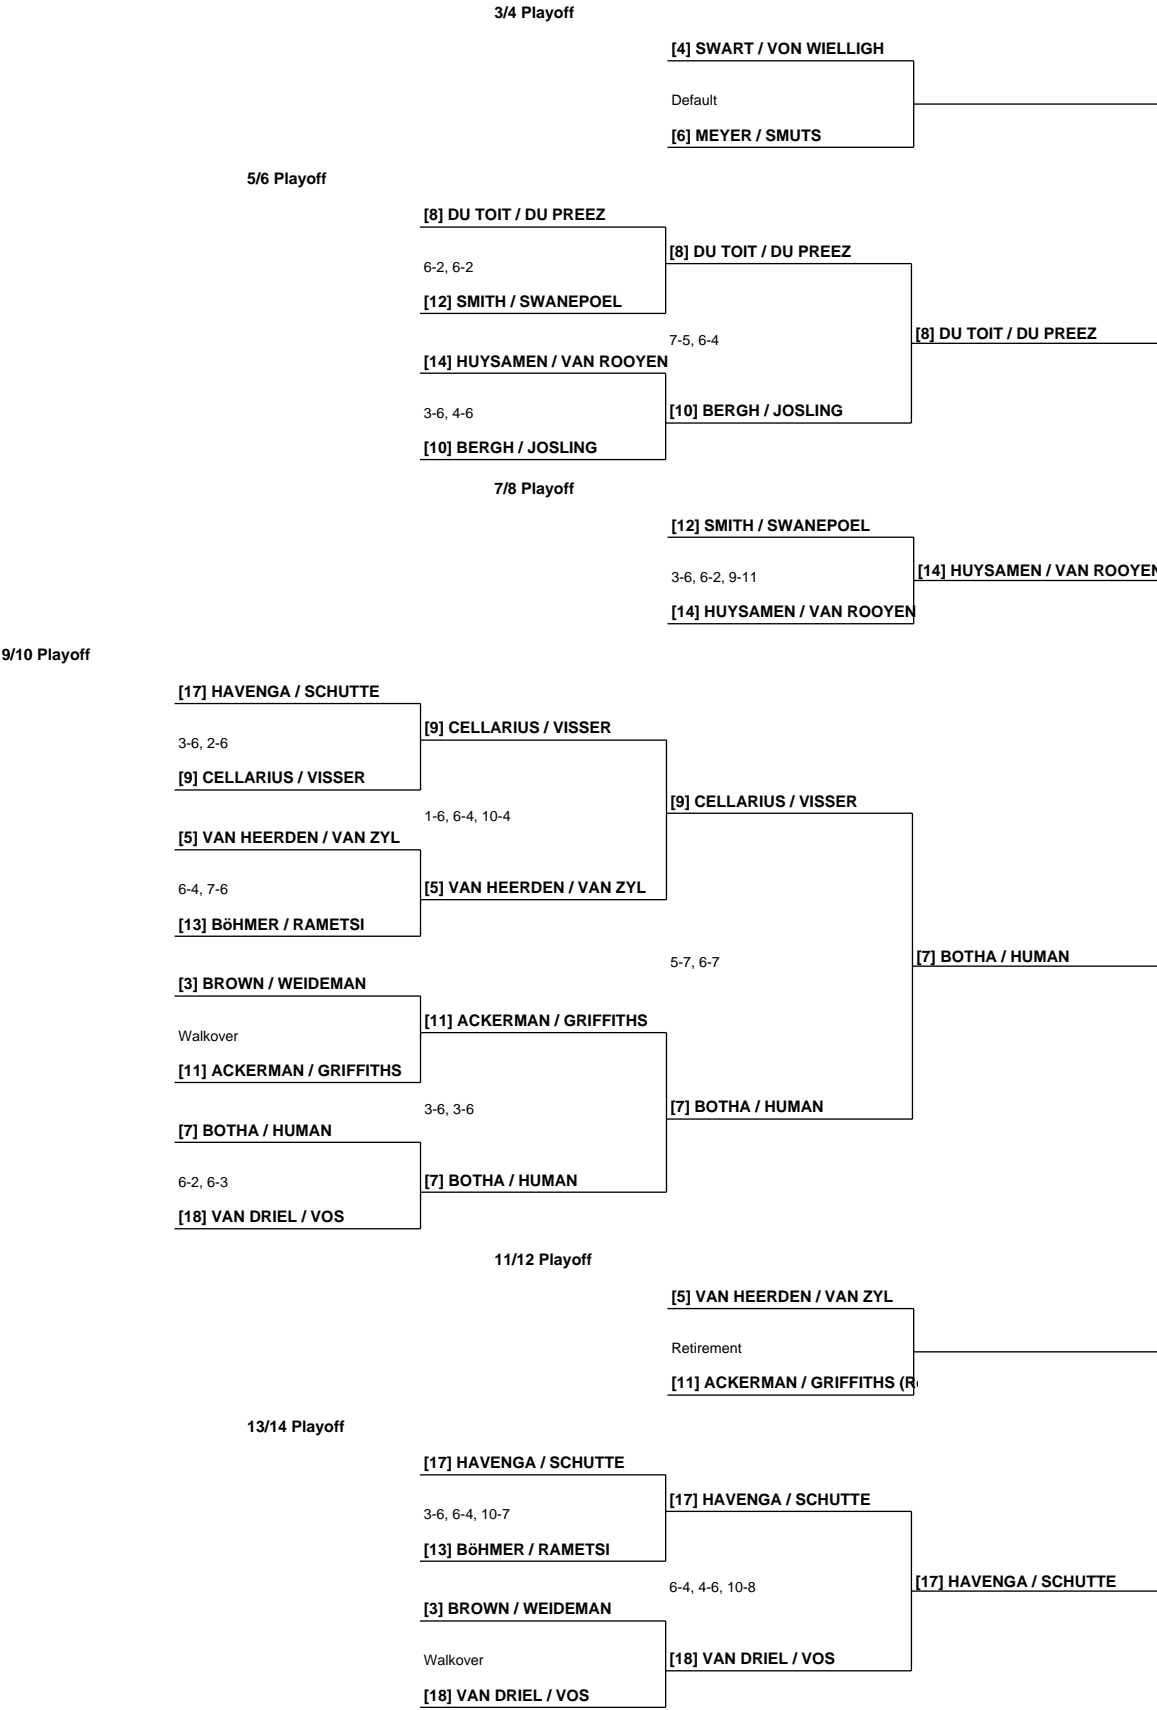 3/4 Playoff
[4] SWART / VON WIELLIGH
Default
[6] MEYER / SMUTS
5/6 Playoff
[8] DU TOIT / DU PREEZ
6-2, 6-2
[12] SMITH / SWANEPOEL
[8] DU TOIT / DU PREEZ
7-5, 6-4
[14] HUYSAMEN / VAN ROOYEN
3-6, 4-6
[10] BERGH / JOSLING
[10] BERGH / JOSLING
[8] DU TOIT / DU PREEZ
7/8 Playoff
[12] SMITH / SWANEPOEL
3-6, 6-2, 9-11
[14] HUYSAMEN / VAN ROOYEN
[14] HUYSAMEN / VAN ROOYEN
9/10 Playoff
[17] HAVENGA / SCHUTTE
3-6, 2-6
[9] CELLARIUS / VISSER
[9] CELLARIUS / VISSER
1-6, 6-4, 10-4
[5] VAN HEERDEN / VAN ZYL
6-4, 7-6
[13] BöHMER / RAMETSI
[5] VAN HEERDEN / VAN ZYL
[9] CELLARIUS / VISSER
5-7, 6-7
[7] BOTHA / HUMAN
[3] BROWN / WEIDEMAN
Walkover
[11] ACKERMAN / GRIFFITHS
[11] ACKERMAN / GRIFFITHS
3-6, 3-6
[7] BOTHA / HUMAN
[7] BOTHA / HUMAN
6-2, 6-3
[18] VAN DRIEL / VOS
[7] BOTHA / HUMAN
11/12 Playoff
[5] VAN HEERDEN / VAN ZYL
Retirement
[11] ACKERMAN / GRIFFITHS
13/14 Playoff
[17] HAVENGA / SCHUTTE
3-6, 6-4, 10-7
[13] BöHMER / RAMETSI
[17] HAVENGA / SCHUTTE
6-4, 4-6, 10-8
[17] HAVENGA / SCHUTTE
[3] BROWN / WEIDEMAN
Walkover
[18] VAN DRIEL / VOS
[18] VAN DRIEL / VOS